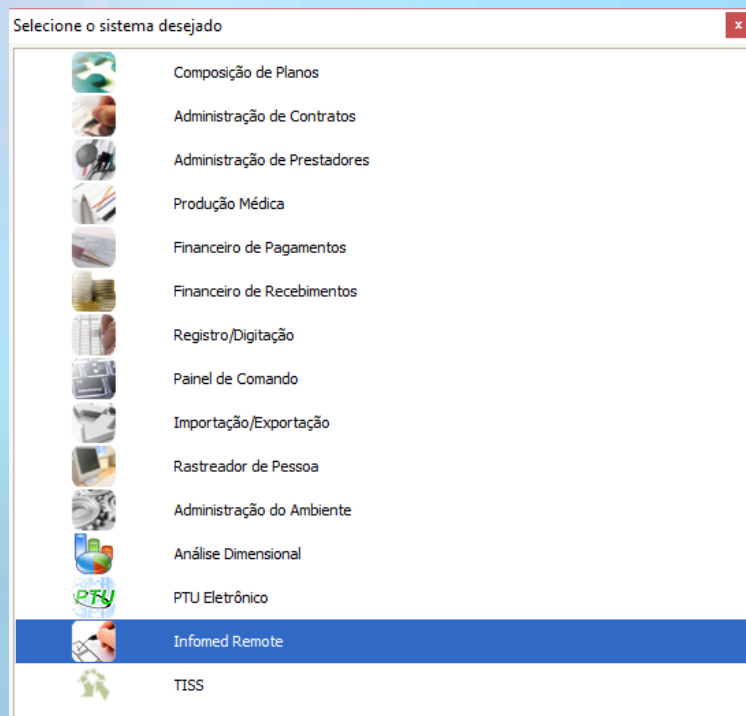 Selecione o sistema desejado
x
Composição de Planos
Administração de Contratos
Administração de Prestadores
Produção Médica
Financeiro de Pagamentos
Financeiro de Recebimentos
Registro/Digitação
Painel de Comando
Importação/Exportação
Rastreador de Pessoa
Administração do Ambiente
Análise Dimensional
PTU
PTU Eletrônico
Infomed Remote
TISS